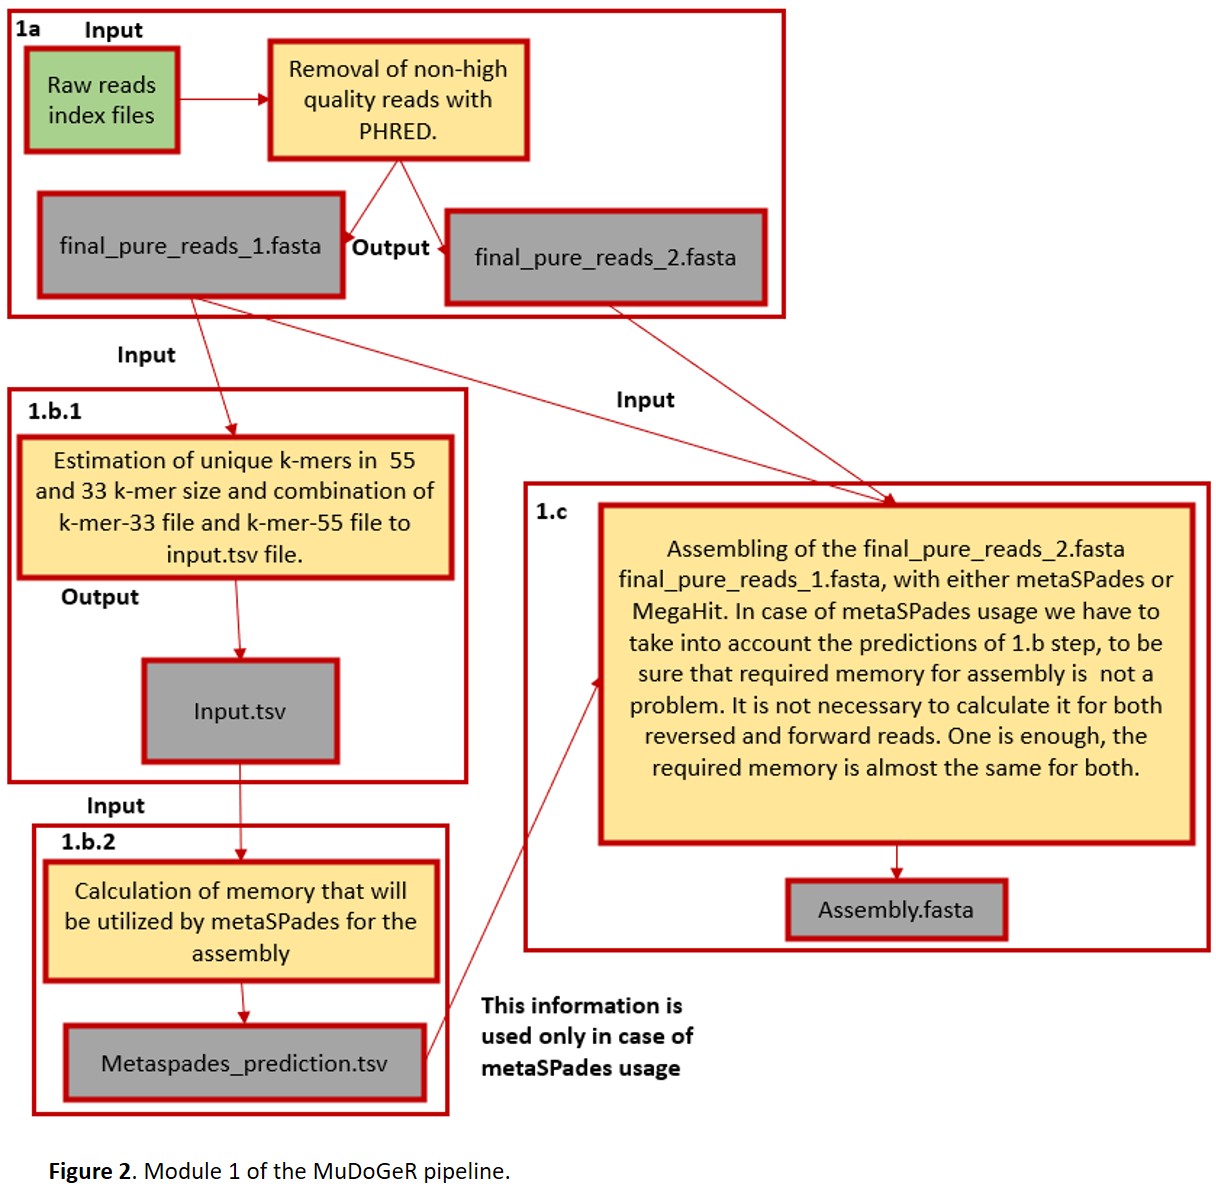 1a
Input
Raw reads
index files
Removal of non-high
quality reads with
PHRED.
final_pure_reads_1.fasta
Output
final_pure_reads_2.fasta
Input
Input
1.b.1
Estimation of unique k-mers in  55
and 33 k-mer size and combination of
k-mer-33 file and k-mer-55 file to
input.tsv file.
Output
Input.tsv
Input
1.b.2
Calculation of memory that will
be utilized by metaSPades for the
assembly
Metaspades_prediction.tsv
1.c
Assembling of the final_pure_reads_2.fasta
final_pure_reads_1.fasta, with either metaSPades or
MegaHit. In case of metaSPades usage we have to
take into account the predictions of 1.b step, to be
sure that required memory for assembly is  not a
problem. It is not necessary to calculate it for both
reversed and forward reads. One is enough, the
required memory is almost the same for both.
Assembly.fasta
This information is
used only in case of
metaSPades usage
Figure 2. Module 1 of the MuDoGeR pipeline.